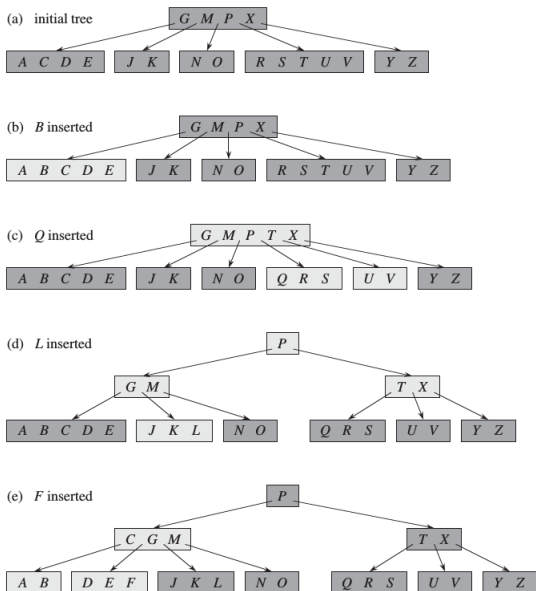 (a) initial tree
G M P X
A C D E J K N O R S T U V Y Z
(b) B inserted
G M P X
A B C D E J K N O R S T U V Y Z
(c) Q inserted
G M P T X
A B C D E J K N O Q R S U V Y Z
(d) L inserted
P
G M T X
A B C D E J K L N O Q R S U V Y Z
(e) F inserted
P
C G M T X
A B D E F J K L N O Q R S U V Y Z